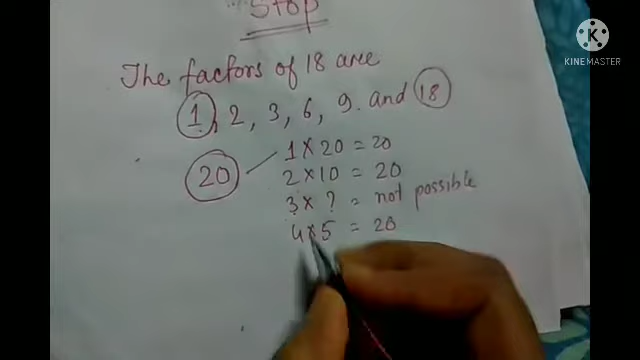 Stop
KINEMASTER
The factors of 18 are
1, 2, 3, 6, 9. and 18
20
1 × 20 = 20
2 × 10 = 20
3 × ? = not possible
4 × 5 = 20